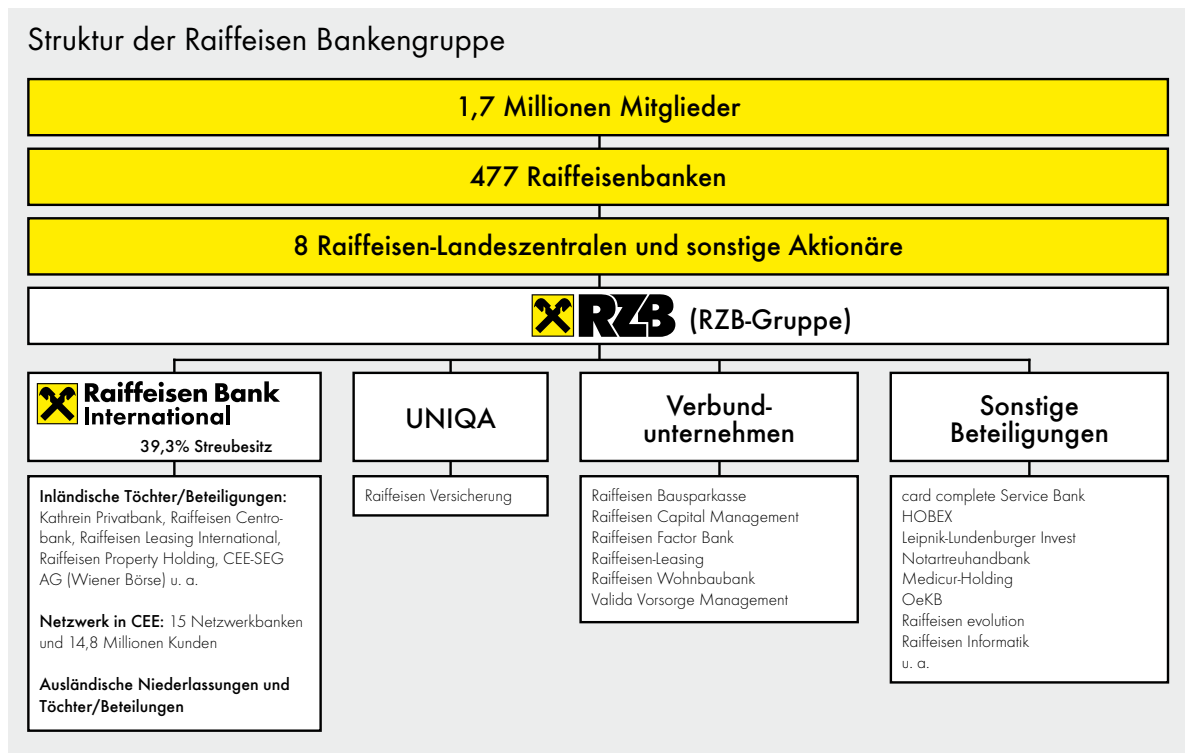 Struktur der Raiffeisen Bankengruppe
1,7 Millionen Mitglieder
477 Raiffeisenbanken
8 Raiffeisen-Landeszentralen und sonstige Aktionäre
RZB (RZB-Gruppe)
Raiffeisen Bank
International
39,3% Streubesitz
Inländische Töchter/Beteiligungen:
Kathrein Privatbank, Raiffeisen Centro-
bank, Raiffeisen Leasing International,
Raiffeisen Property Holding, CEE-SEG
AG (Wiener Börse) u. a.
Netzwerk in CEE: 15 Netzwerkbanken
und 14,8 Millionen Kunden
Ausländische Niederlassungen und
Töchter/Beteilungen
UNIQA
Raiffeisen Versicherung
Verbund-
unternehmen
Raiffeisen Bausparkasse
Raiffeisen Capital Management
Raiffeisen Factor Bank
Raiffeisen-Leasing
Raiffeisen Wohnbaubank
Valida Vorsorge Management
Sonstige
Beteiligungen
card complete Service Bank
HOBEX
Leipnik-Lundenburger Invest
Notartreuhandbank
Medicur-Holding
OeKB
Raiffeisen evolution
Raiffeisen Informatik
u. a.